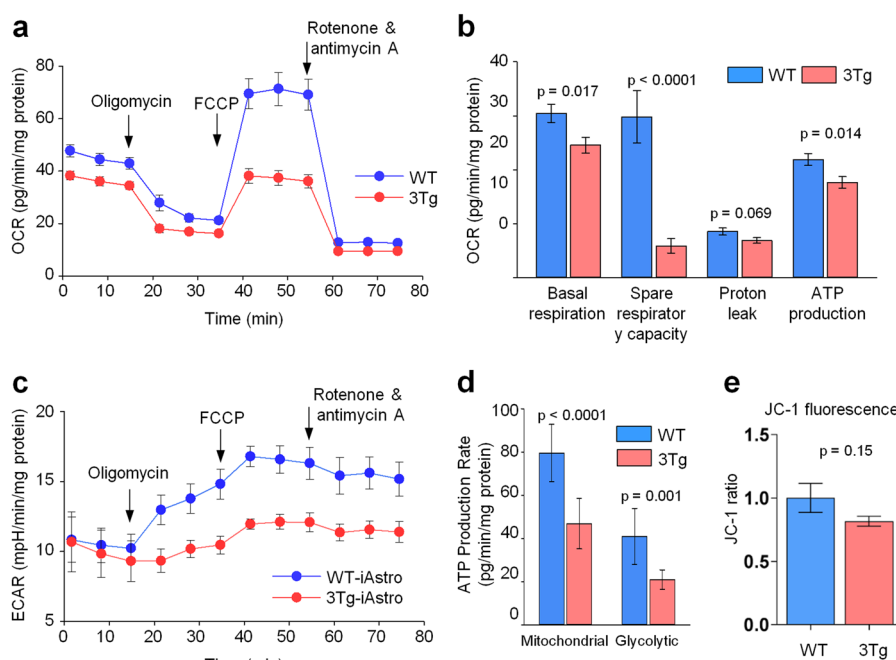 a
Rotenone &
antimycin A
Oligomycin
FCCP
OCR (pg/min/mg protein)
80
60
40
20
0
WT
3Tg
0 10 20 30 40 50 60 70 80
Time (min)
b
OCR (pg/min/mg protein)
40
30
20
10
0
WT 3Tg
p = 0.017
p < 0.0001
p = 0.069
p = 0.014
Basal Spare Proton ATP
respiration respirator leak production
y capacity
c
Rotenone &
antimycin A
FCCP
Oligomycin
ECAR (mpH/min/mg protein)
20
15
10
5
WT-iAstro
3Tg-iAstro
0 10 20 30 40 50 60 70 80
d
ATP Production Rate
(pg/min/mg protein)
80
60
80
40
20
0
p < 0.0001
WT
3Tg
p = 0.001
Mitochondrial Glycolytic
e
JC-1 fluorescence
JC-1 ratio
1.5
1.0
0.5
0.0
p = 0.15
WT 3Tg